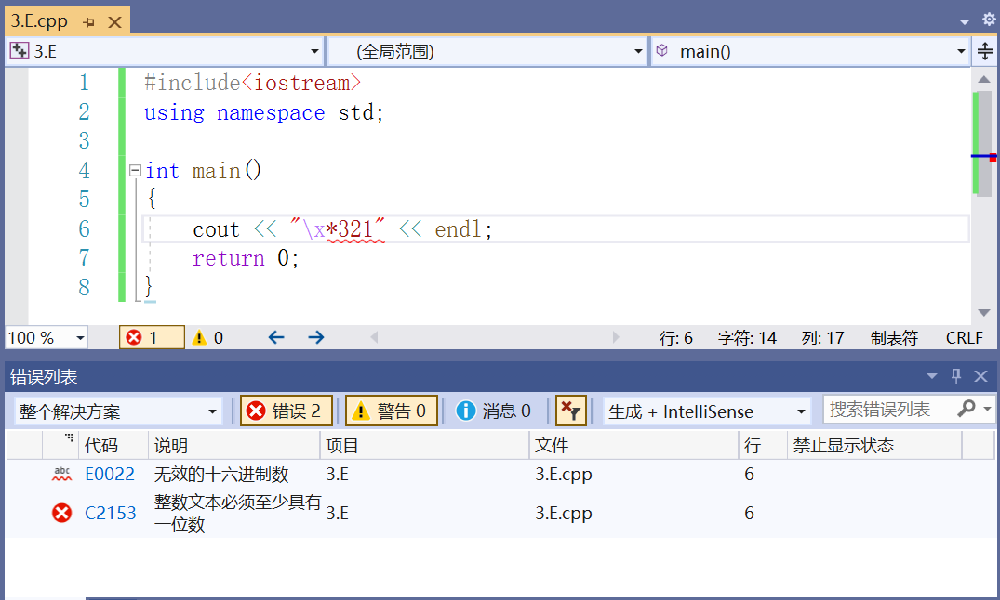 3.E.cpp
3.E (全局范围) main()
1 #include<iostream>
2 using namespace std;
3
4 int main()
5 {
6 cout << "\x*321" << endl;
7 return 0;
8 }
100 % 1 0 行: 6 字符: 14 列: 17 制表符 CRLF
错误列表
整个解决方案 错误 2 警告 0 消息 0 生成 + IntelliSense 搜索错误列表
代码 说明 项目 文件 行 禁止显示状态
abc E0022 无效的十六进制数 3.E 3.E.cpp 6
C2153 整数文本必须至少具有 3.E 3.E.cpp 6
一位数